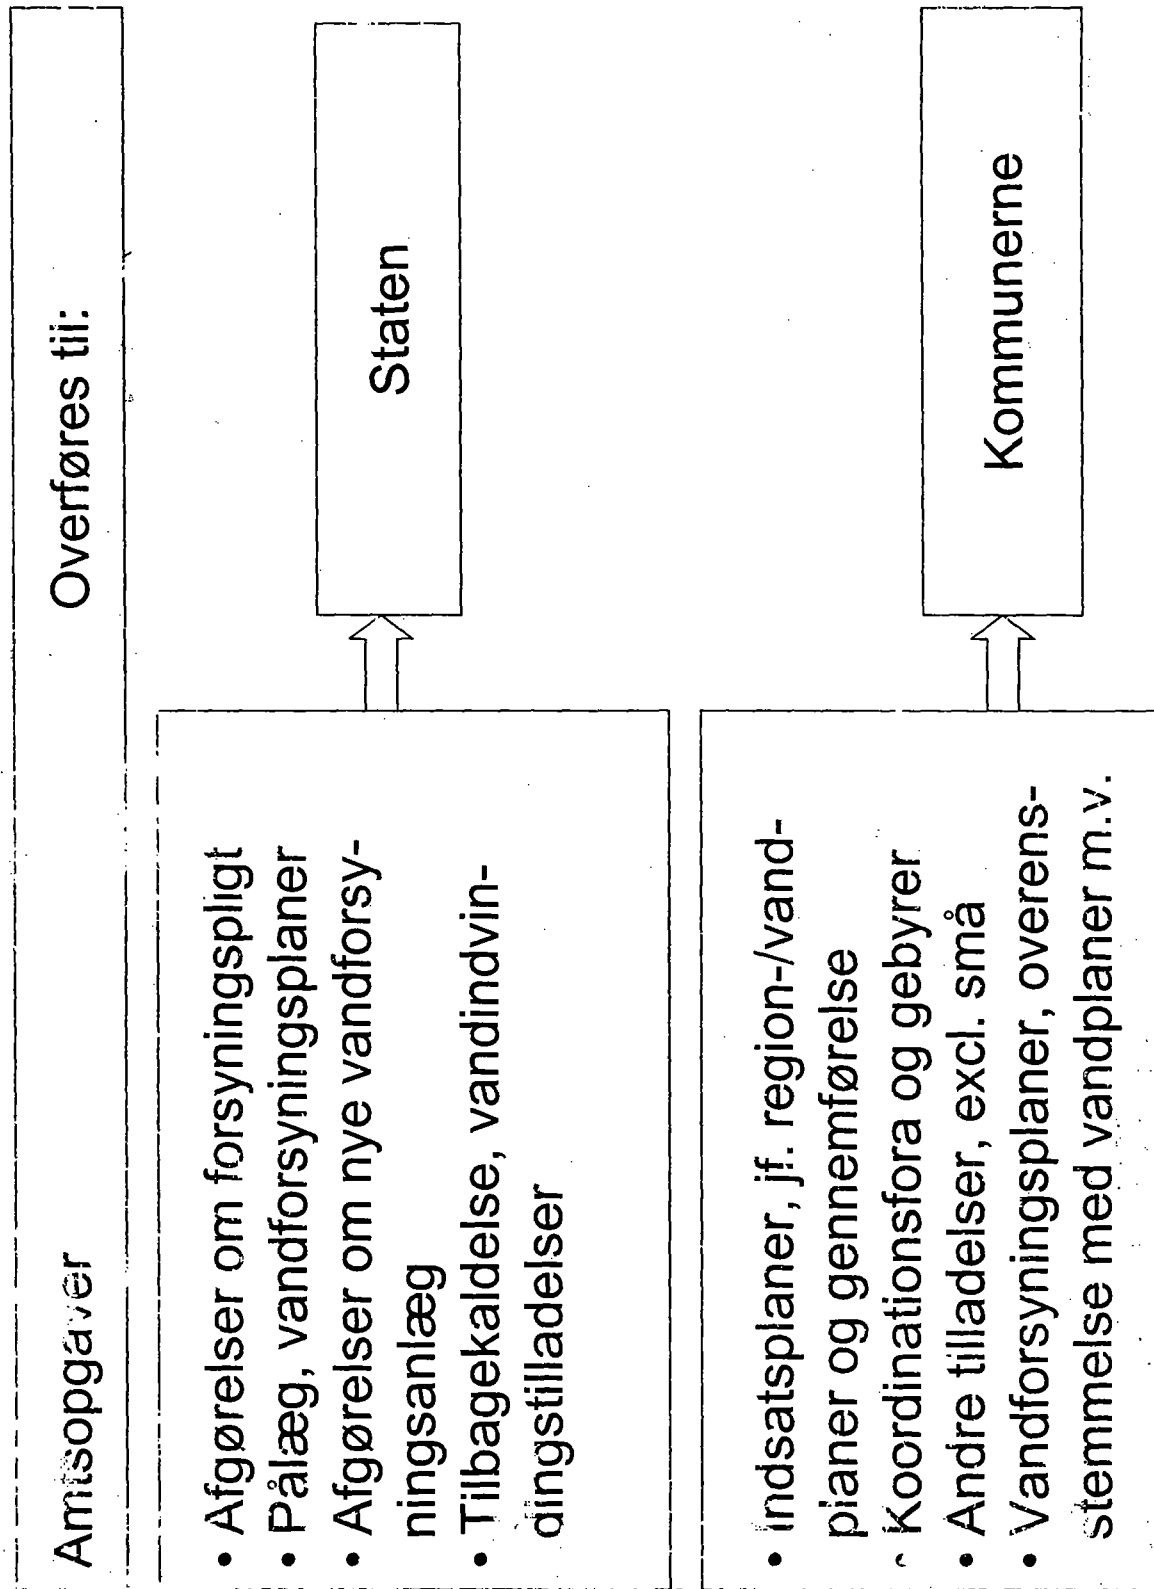 Amtsopgaver Overføres til:
• Afgørelser om forsyningspligt
• Pålæg, vandforsyningsplaner
• Afgørelser om nye vandforsy-
ningsanlæg
• Tilbagekaldelse, vandindvin-
dingstilladelser
Staten
• Indsatsplaner, jf. region-/vand-
planer og gennemførelse
• Koordinationsfora og gebyrer
• Andre tilladelser, excl. små
• Vandforsyningsplaner, overens-
stemmelse med vandplaner m.v.
Kommunerne